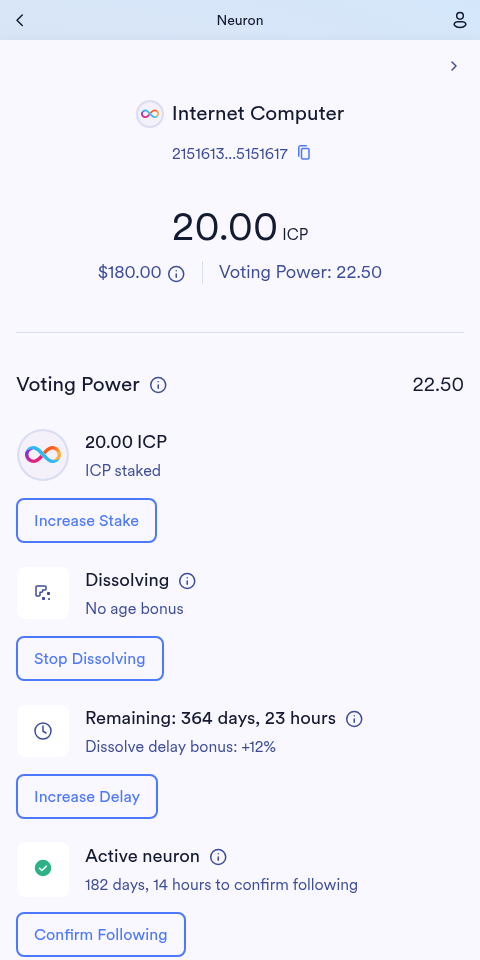 Neuron
Internet Computer
2151613...5151617
20.00 ICP
$180.00 Voting Power: 22.50
Voting Power 22.50
20.00 ICP
ICP staked
Increase Stake
Dissolving
No age bonus
Stop Dissolving
Remaining: 364 days, 23 hours
Dissolve delay bonus: +12%
Increase Delay
Active neuron
182 days, 14 hours to confirm following
Confirm Following